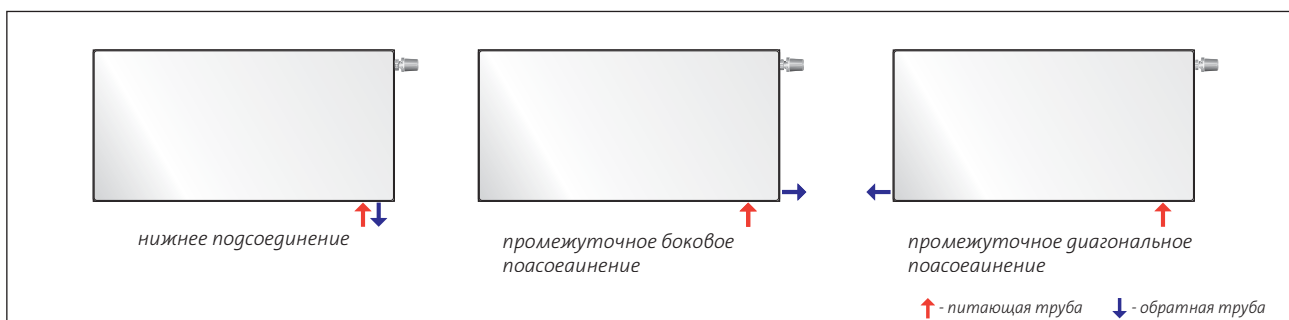 нижнее подсоединение
промежуточное боковое
поасоеаинение
промежуточное диагональное
поасоеаинение
- питающая труба
- обратная труба